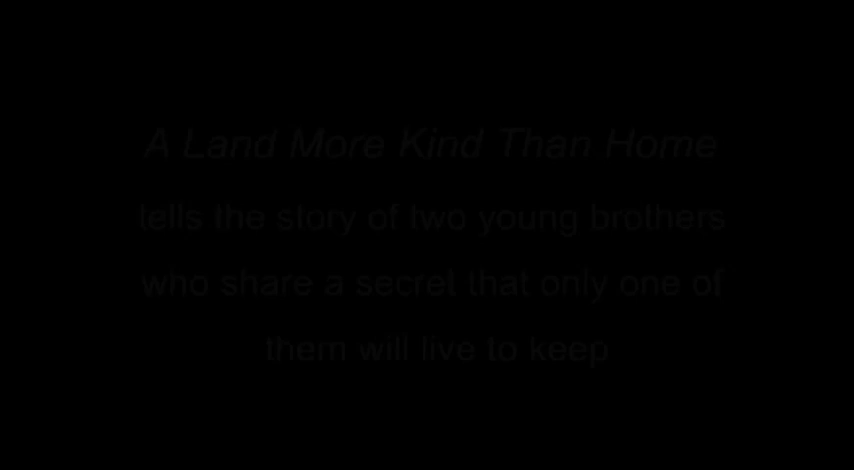 A Land More Kind Than Home
tells the story of two young brothers
who share a secret that only one of
them will live to keep